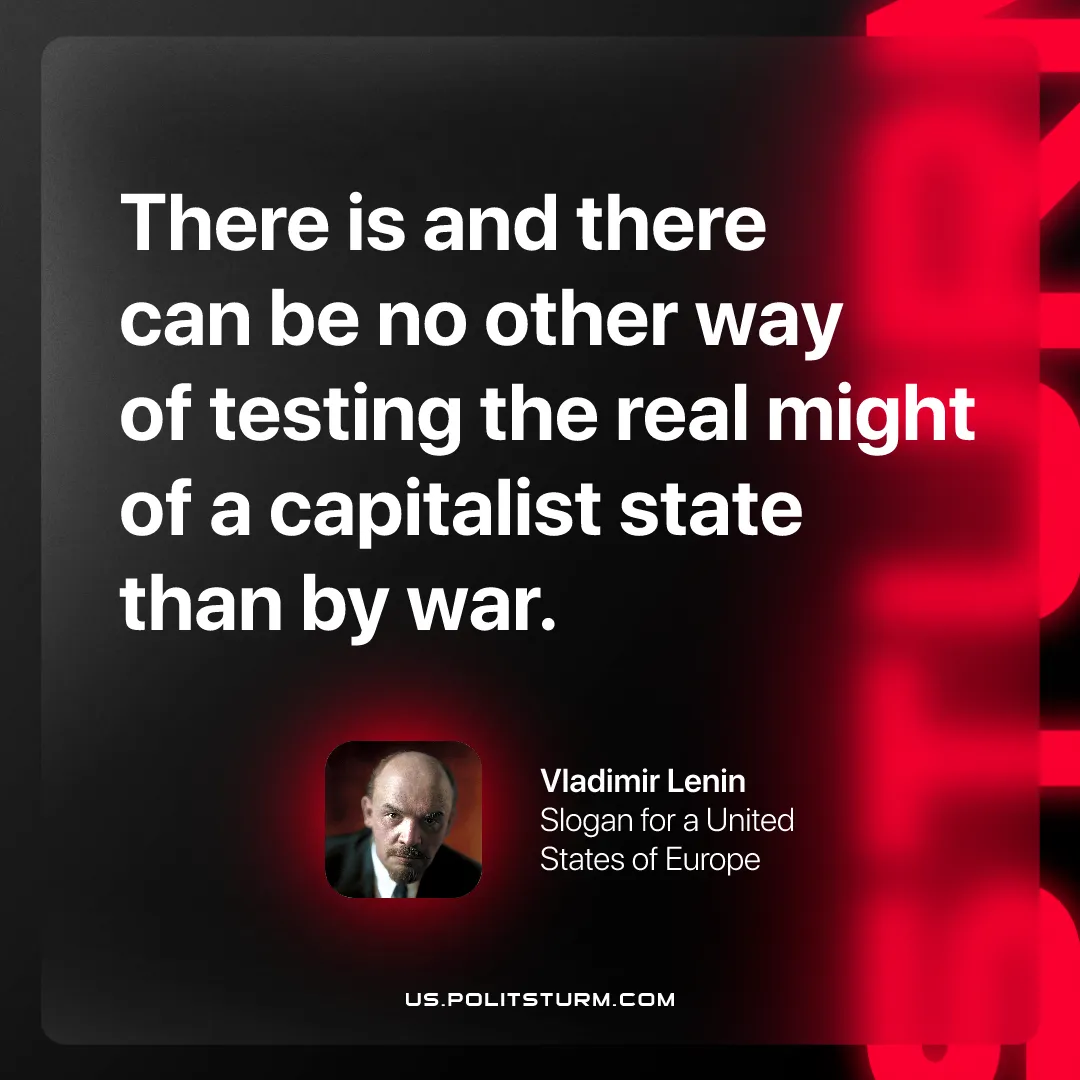 There is and there
can be no other way
of testing the real might
of a capitalist state
than by war.
Vladimir Lenin
Slogan for a United
States of Europe
US.POLITSTURM.COM